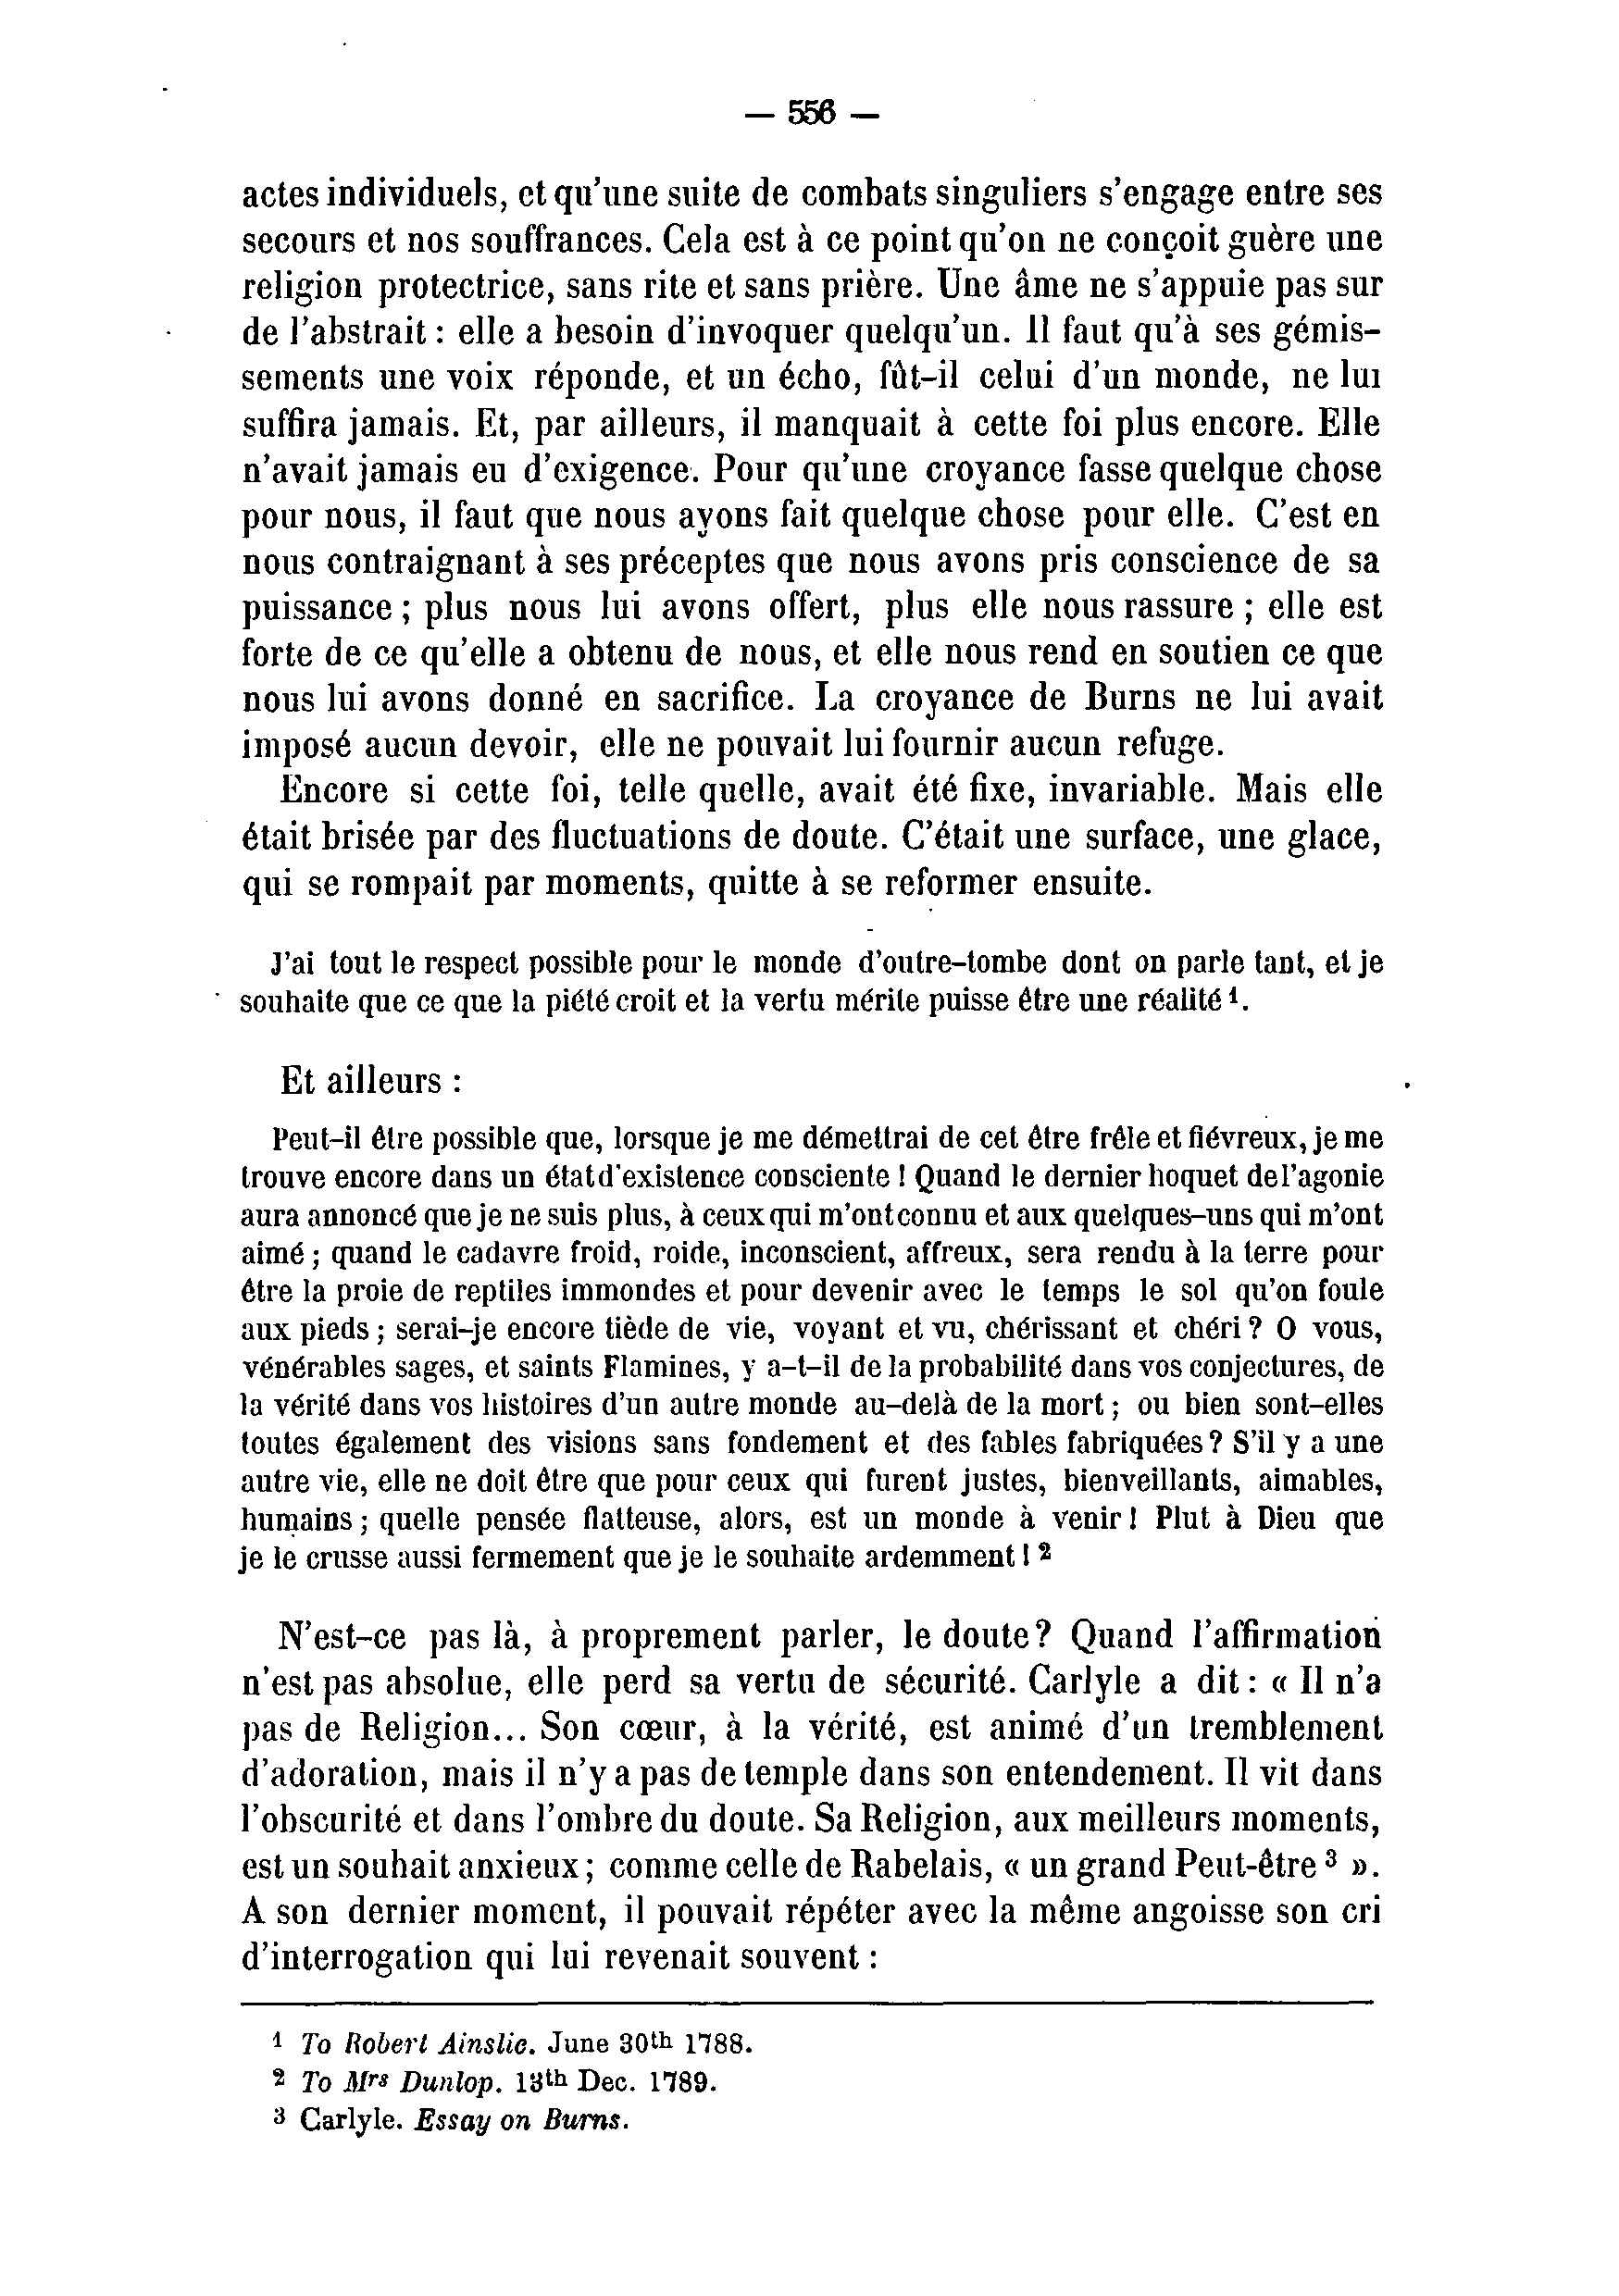 — 556 —
actes individuels, et qu'une suite de combats singuliers s'engage entre ses
secours et nos souffrances. Cela est à ce point qu'on ne conçoit guère une
religion protectrice, sans rite et sans prière. Une âme ne s'appuie pas sur
de l'abstrait : elle a besoin d'invoquer quelqu'un. Il faut qu'à ses gémis-
sements une voix réponde, et un écho, fût-il celui d'un monde, ne lui
suffira jamais. Et, par ailleurs, il manquait à cette foi plus encore. Elle
n'avait jamais eu d'exigence. Pour qu'une croyance fasse quelque chose
pour nous, il faut que nous ayons fait quelque chose pour elle. C'est en
nous contraignant à ses préceptes que nous avons pris conscience de sa
puissance ; plus nous lui avons offert, plus elle nous rassure ; elle est
forte de ce qu'elle a obtenu de nous, et elle nous rend en soutien ce que
nous lui avons donné en sacrifice. La croyance de Burns ne lui avait
imposé aucun devoir, elle ne pouvait lui fournir aucun refuge.
Encore si cette foi, telle quelle, avait été fixe, invariable. Mais elle
était brisée par des fluctuations de doute. C'était une surface, une glace,
qui se rompait par moments, quitte à se reformer ensuite.
J'ai tout le respect possible pour le monde d'outre-tombe dont on parle tant, et je
souhaite que ce que la piété croit et la vertu mérite puisse être une réalité 1.
Et ailleurs :
Peut-il être possible que, lorsque je me démettrai de cet être frêle et fiévreux, je me
trouve encore dans un état d'existence consciente ! Quand le dernier hoquet de l'agonie
aura annoncé que je ne suis plus, à ceux qui m'ont connu et aux quelques-uns qui m'ont
aimé ; quand le cadavre froid, roide, inconscient, affreux, sera rendu à la terre pour
être la proie de reptiles immondes et pour devenir avec le temps le sol qu'on foule
aux pieds ; serai-je encore tiède de vie, voyant et vu, chérissant et chéri ? O vous,
vénérables sages, et saints Flamines, y a-t-il de la probabilité dans vos conjectures, de
la vérité dans vos histoires d'un autre monde au-delà de la mort ; ou bien sont-elles
toutes également des visions sans fondement et des fables fabriquées ? S'il y a une
autre vie, elle ne doit être que pour ceux qui furent justes, bienveillants, aimables,
humains ; quelle pensée flatteuse, alors, est un monde à venir ! Plut à Dieu que
je le crusse aussi fermement que je le souhaite ardemment ! 2
N'est-ce pas là, à proprement parler, le doute ? Quand l'affirmation
n'est pas absolue, elle perd sa vertu de sécurité. Carlyle a dit : « Il n'a
pas de Religion... Son cœur, à la vérité, est animé d'un tremblement
d'adoration, mais il n'y a pas de temple dans son entendement. Il vit dans
l'obscurité et dans l'ombre du doute. Sa Religion, aux meilleurs moments,
est un souhait anxieux ; comme celle de Rabelais, « un grand Peut-être 3 ».
A son dernier moment, il pouvait répéter avec la même angoisse son cri
d'interrogation qui lui revenait souvent :
1 To Robert Ainslie. June 30th 1788.
2 To Mrs Dunlop. 13th Dec. 1789.
3 Carlyle. Essay on Burns.